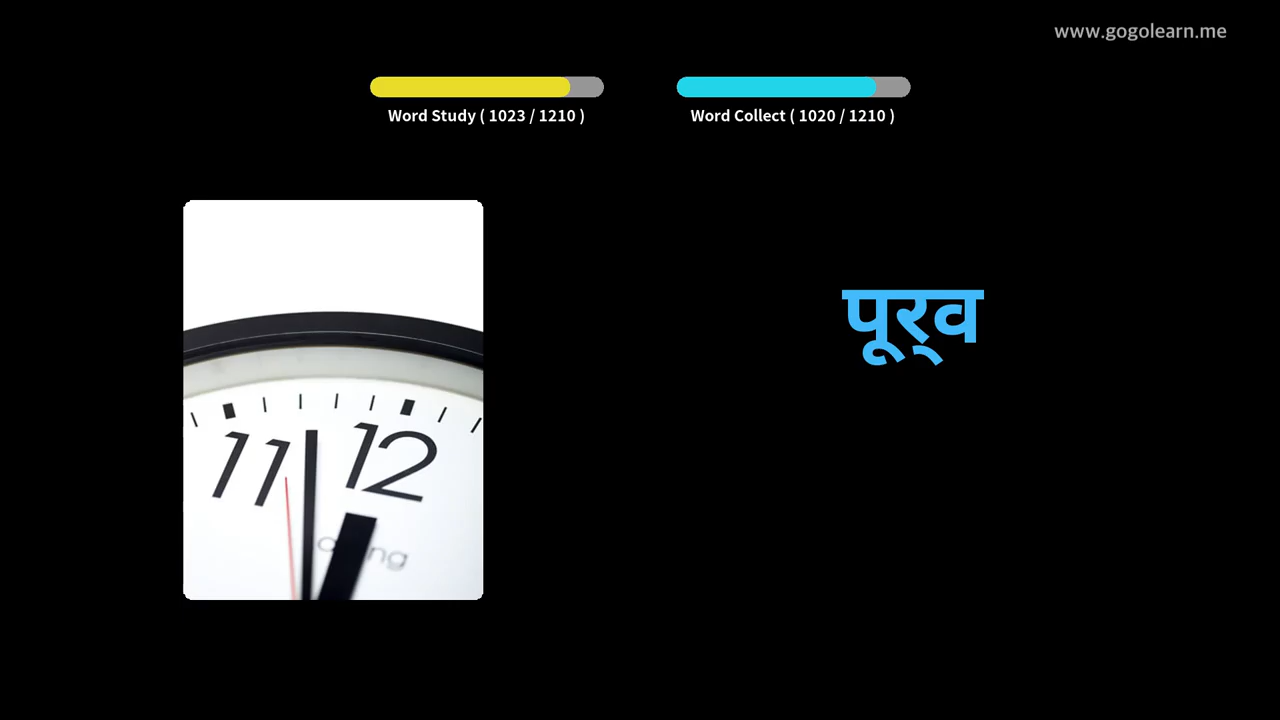 www.gogolearn.me
Word Study ( 1023 / 1210 )
Word Collect ( 1020 / 1210 )
पूर्‌व
11
12